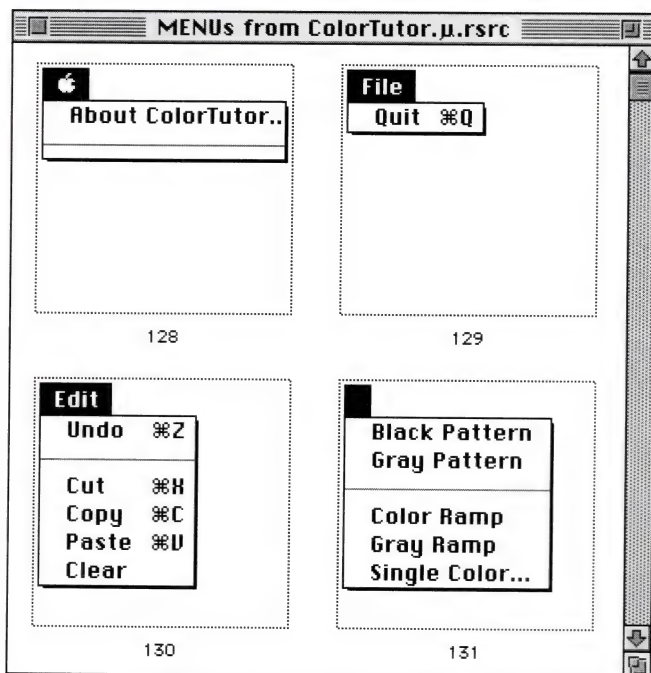 MENUs from ColorTutor.µ.rsrc
About ColorTutor..
128
File
Quit ⌘Q
129
Edit
Undo ⌘Z
Cut ⌘X
Copy ⌘C
Paste ⌘V
Clear
130
Black Pattern
Gray Pattern
Color Ramp
Gray Ramp
Single Color...
131